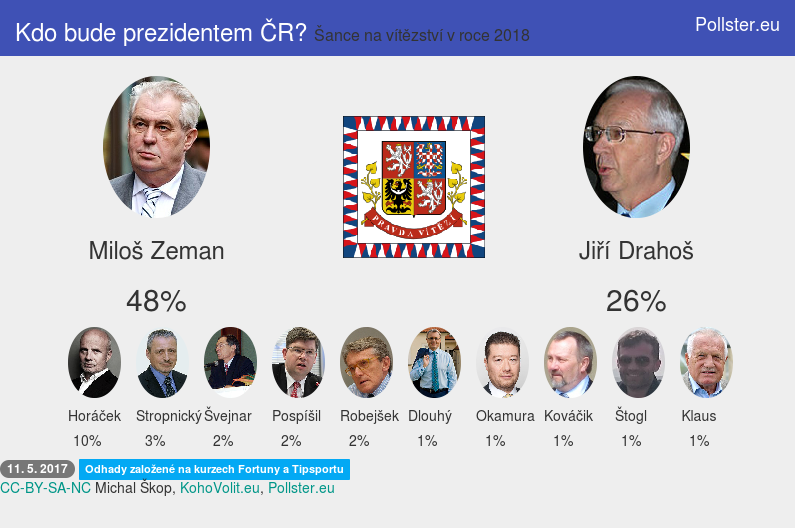 Kdo bude prezidentem ČR? Šance na vítězství v roce 2018
Pollster.eu
PRAVDA VÍTĚZÍ
Miloš Zeman
Jiří Drahoš
48%
26%
Horáček Stropnický Švejnar Pospíšil Robejšek Dlouhý Okamura Kováčik Štogl Klaus
10% 3% 2% 2% 2% 1% 1% 1% 1% 1%
11. 5. 2017 Odhady založené na kurzech Fortuny a Tipsportu
CC-BY-SA-NC Michal Škop, KohoVolit.eu, Pollster.eu